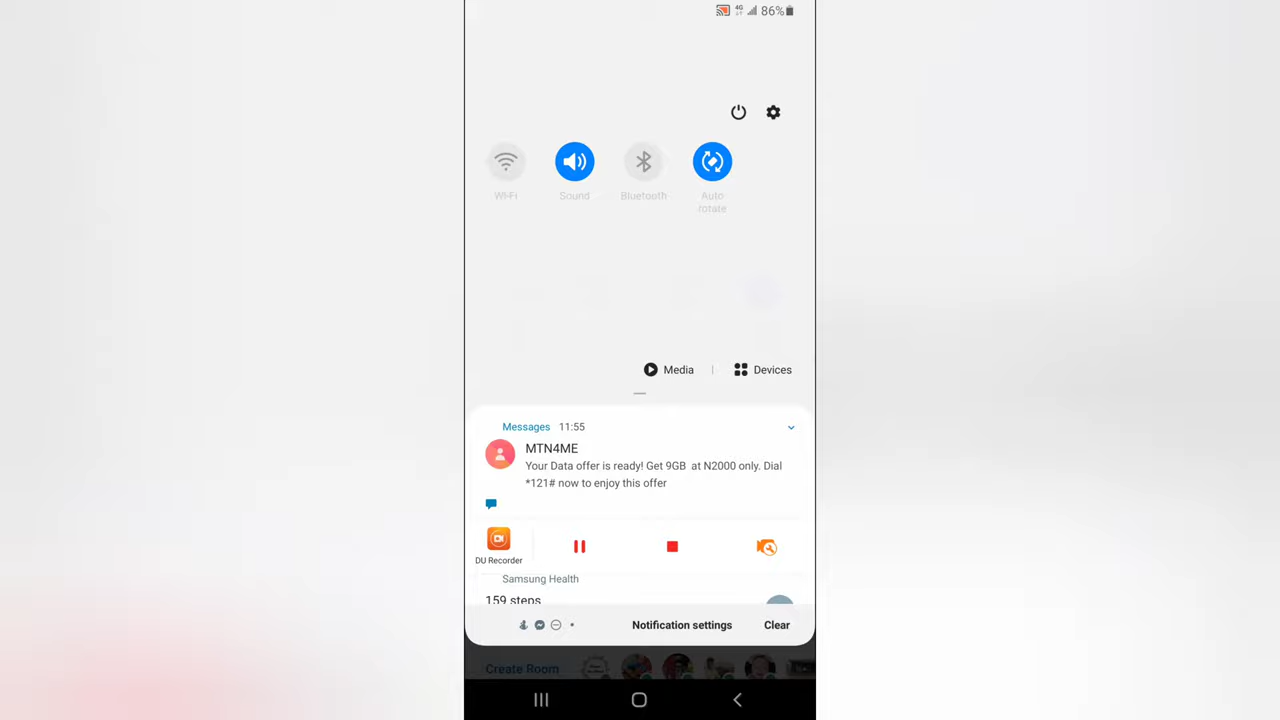 4G 86%
Wi-Fi Sound Bluetooth Auto
rotate
Media | Devices
Messages 11:55
MTN4ME
Your Data offer is ready! Get 9GB at N2000 only. Dial
*121# now to enjoy this offer
DU Recorder
Samsung Health
159 steps
Notification settings Clear
Create Room